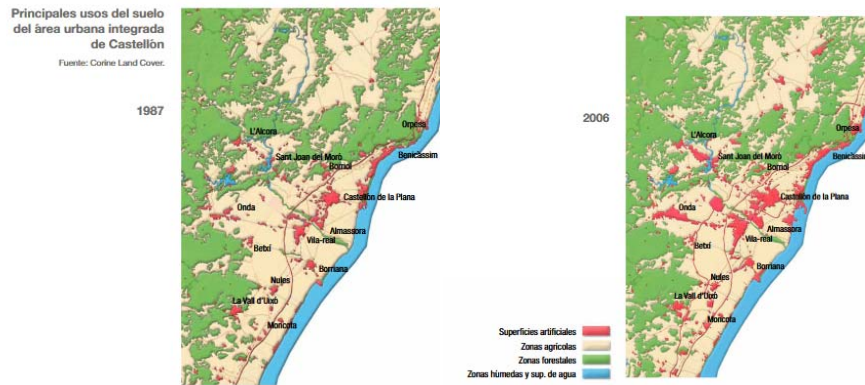 Principales usos del suelo
del área urbana integrada
de Castellón
Fuente: Corine Land Cover.
1987
L'Alcora
Orpesa
Sant Joan del Moró
Borriol
Benicàssim
Onda
Castellón de la Plana
Almassora
Vila-real
Betxí
Borriana
Nules
La Vall d'Uixó
Moncofa
2006
L'Alcora
Orpesa
Sant Joan del Moró
Borriol
Benicàssim
Onda
Castellón de la Plana
Almassora
Vila-real
Betxí
Borriana
Nules
La Vall d'Uixó
Moncofa
Superficies artificiales
Zonas agrícolas
Zonas forestales
Zonas húmedas y sup. de agua